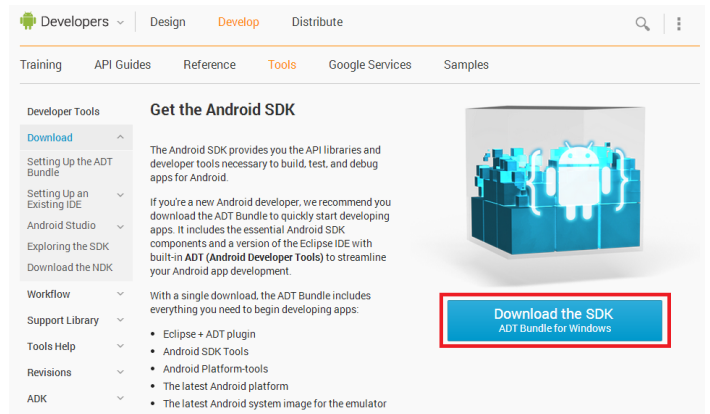 Developers
Design
Develop
Distribute
Training
API Guides
Reference
Tools
Google Services
Samples
Developer Tools
Download
Setting Up the ADT
Bundle
Setting Up an
Existing IDE
Android Studio
Exploring the SDK
Download the NDK
Workflow
Support Library
Tools Help
Revisions
ADK
Get the Android SDK
The Android SDK provides you the API libraries and
developer tools necessary to build, test, and debug
apps for Android.
If you're a new Android developer, we recommend you
download the ADT Bundle to quickly start developing
apps. It includes the essential Android SDK
components and a version of the Eclipse IDE with
built-in ADT (Android Developer Tools) to streamline
your Android app development.
With a single download, the ADT Bundle includes
everything you need to begin developing apps:
• Eclipse + ADT plugin
• Android SDK Tools
• Android Platform-tools
• The latest Android platform
• The latest Android system image for the emulator
Download the SDK
ADT Bundle for Windows